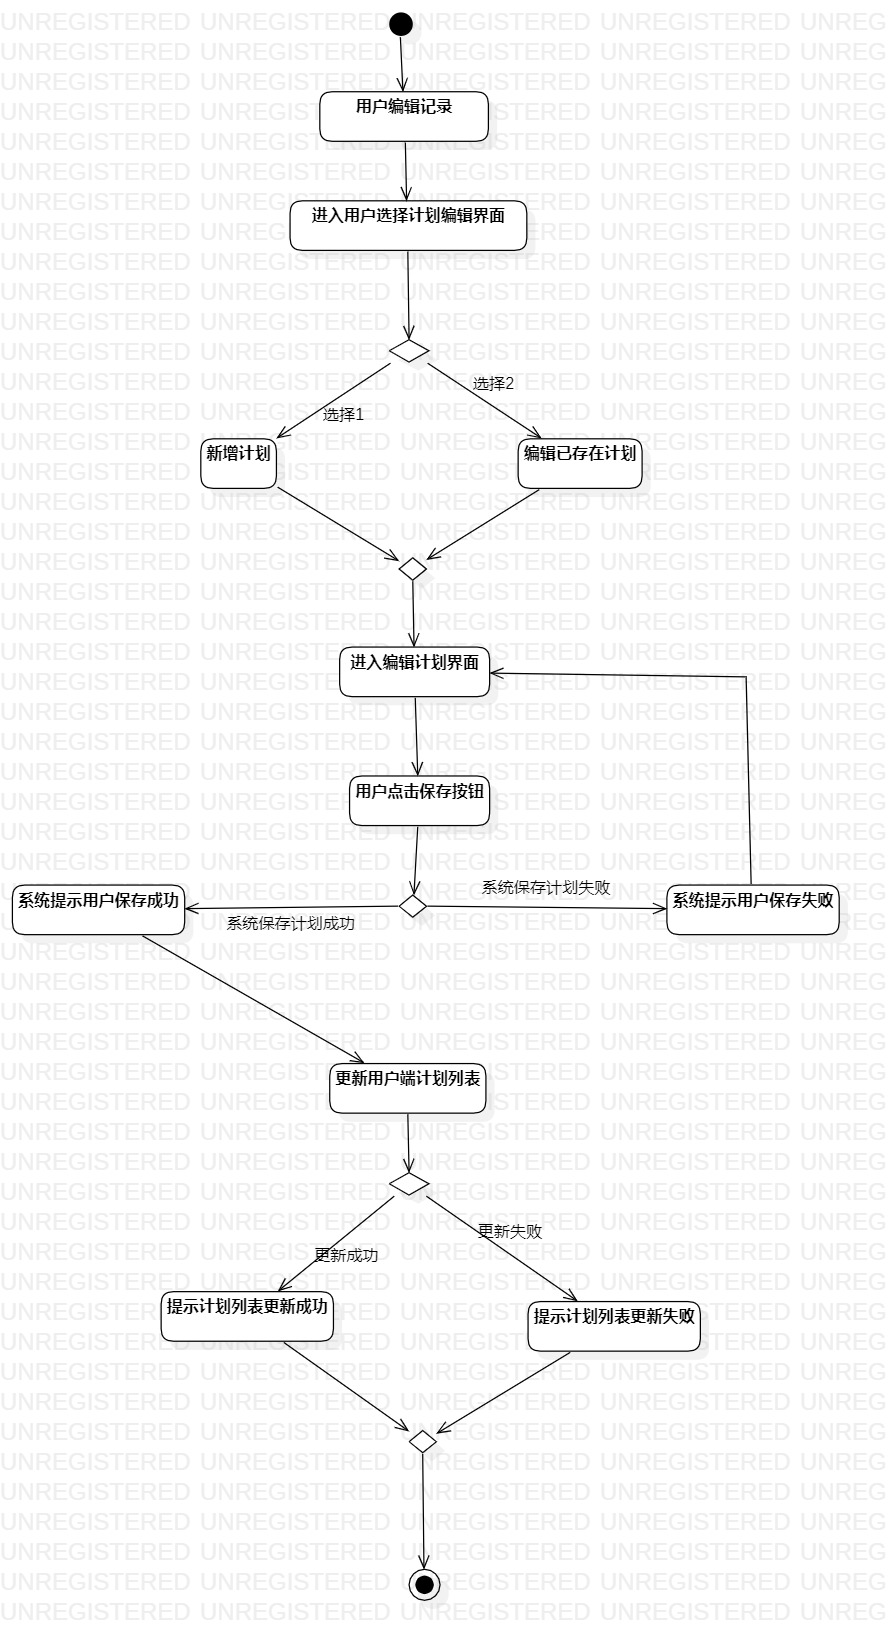 用户编辑记录
进入用户选择计划编辑界面
选择2
选择1
新增计划
编辑已存在计划
进入编辑计划界面
用户点击保存按钮
系统保存计划失败
系统提示用户保存成功
系统提示用户保存失败
系统保存计划成功
更新用户端计划列表
更新失败
更新成功
提示计划列表更新成功
提示计划列表更新失败
UNREGISTERED